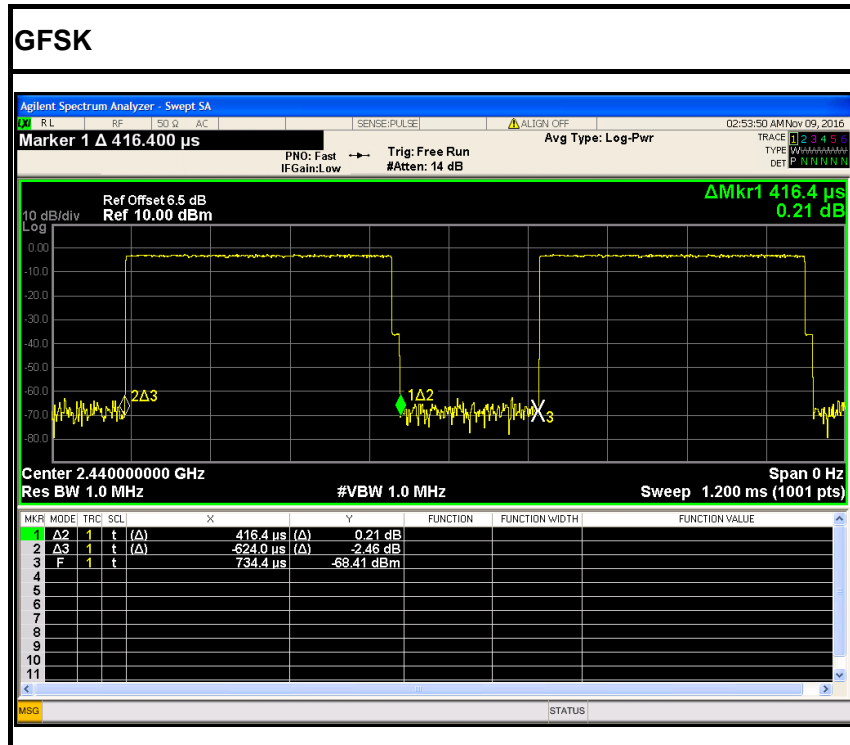 GFSK
Agilent Spectrum Analyzer - Swept SA
LXI RL RF 50 Ω AC SENSE:PULSE ALIGN OFF 02:53:50 AM Nov 09, 2016
Marker 1 Δ 416.400 µs
PNO: Fast
IFGain:Low
Trig: Free Run
#Atten: 14 dB
Avg Type: Log-Pwr
TRACE 1 2 3 4 5 6
TYPE WWWWWW
DET P N N N N N
ΔMkr1 416.4 µs
0.21 dB
Ref Offset 6.5 dB
10 dB/div Ref 10.00 dBm
Log
0.00
-10.0
-20.0
-30.0
-40.0
-50.0
-60.0
-70.0
-80.0
2Δ3
1Δ2
3
Center 2.440000000 GHz Span 0 Hz
Res BW 1.0 MHz #VBW 1.0 MHz Sweep 1.200 ms (1001 pts)
MKR MODE TRC SCL X Y FUNCTION FUNCTION WIDTH FUNCTION VALUE
1 Δ2 1 t (Δ) 416.4 µs (Δ) 0.21 dB
2 Δ3 1 t (Δ) -624.0 µs (Δ) -2.46 dB
3 F 1 t 734.4 µs -68.41 dBm
4
5
6
7
8
9
10
11
MSG STATUS